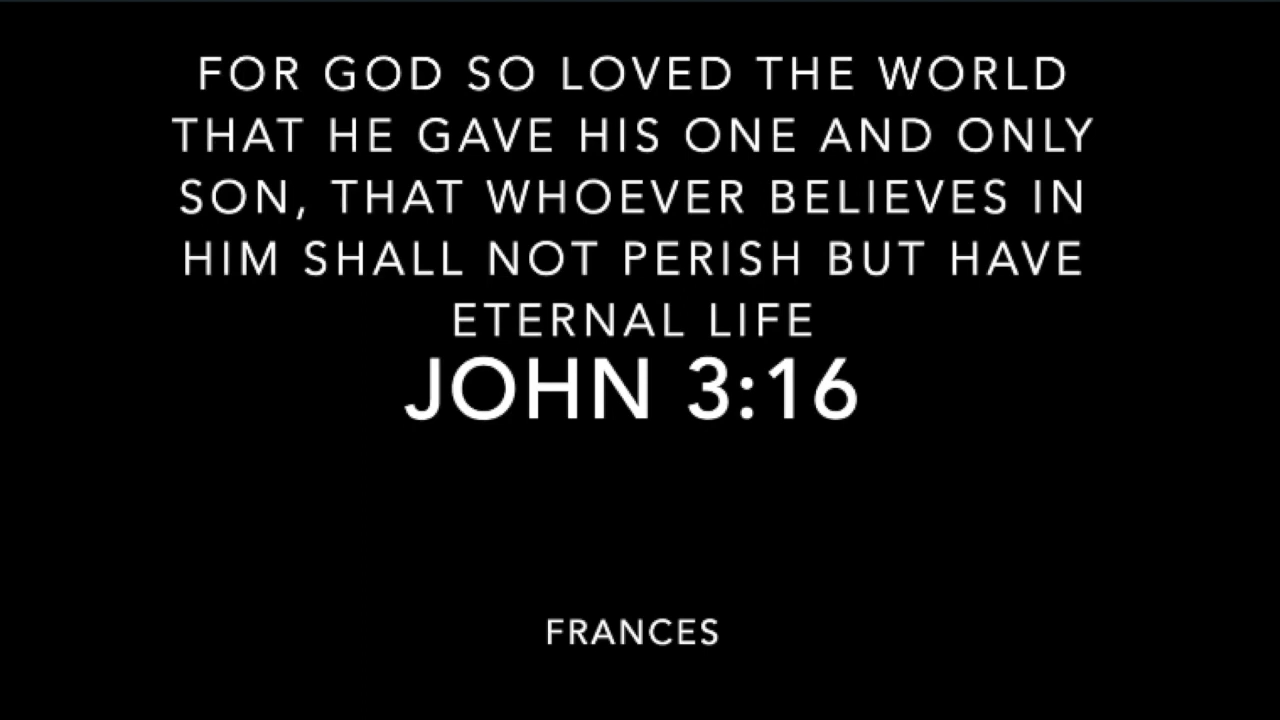 FOR GOD SO LOVED THE WORLD
THAT HE GAVE HIS ONE AND ONLY
SON, THAT WHOEVER BELIEVES IN
HIM SHALL NOT PERISH BUT HAVE
ETERNAL LIFE
JOHN 3:16
FRANCES